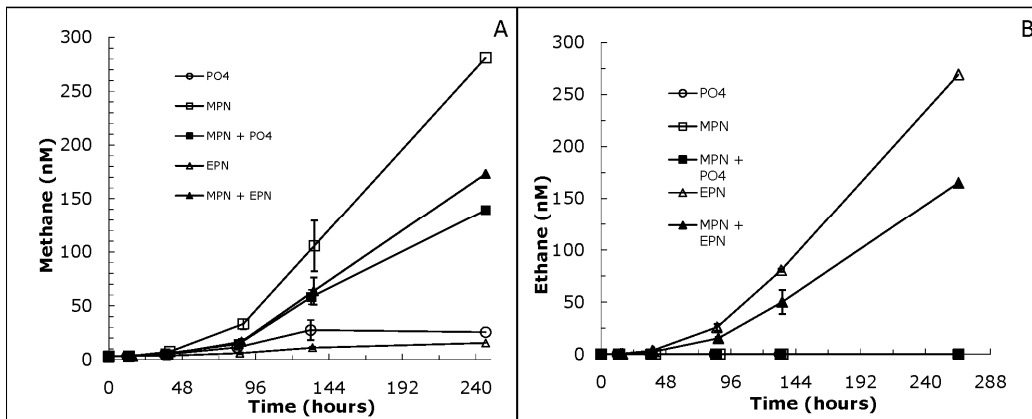 A
300
250
200
150
100
50
0
Methane (nM)
PO4
MPN
MPN + PO4
EPN
MPN + EPN
0 48 96 144 192 240
Time (hours)
B
300
250
200
150
100
50
0
Ethane (nM)
PO4
MPN
MPN +
PO4
EPN
MPN +
EPN
0 48 96 144 192 240 288
Time (hours)